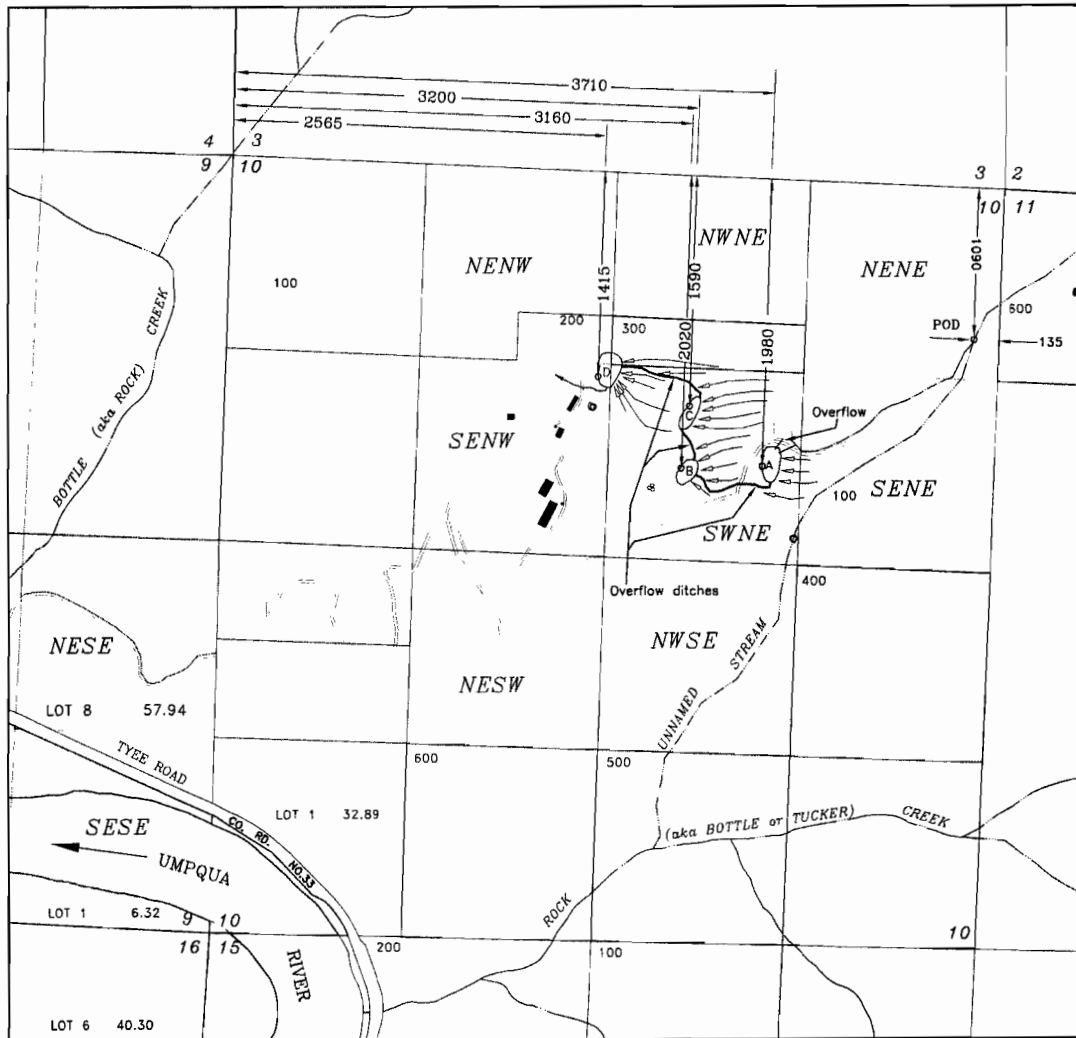 3710
3200
3160
2565
4 3
9 10
3 2
10 11
NWNE
NENW
NENE
100
1415
1590
1060
200
300
2020
1980
600
POD
135
BOTTLE (aka ROCK) CREEK
D
C
Overflow
SENW
B
A
100
SENE
SWNE
Overflow ditches
400
NESE
NWSE
UNNAMED STREAM
NESW
LOT 8 57.94
TYEE ROAD
600
500
LOT 1 32.89
CO. RD. NO.33
(aka BOTTLE or TUCKER) CREEK
SESE
UMPQUA
ROCK
LOT 1 6.32
9 10
16 15
200
100
10
RIVER
LOT 6 40.30